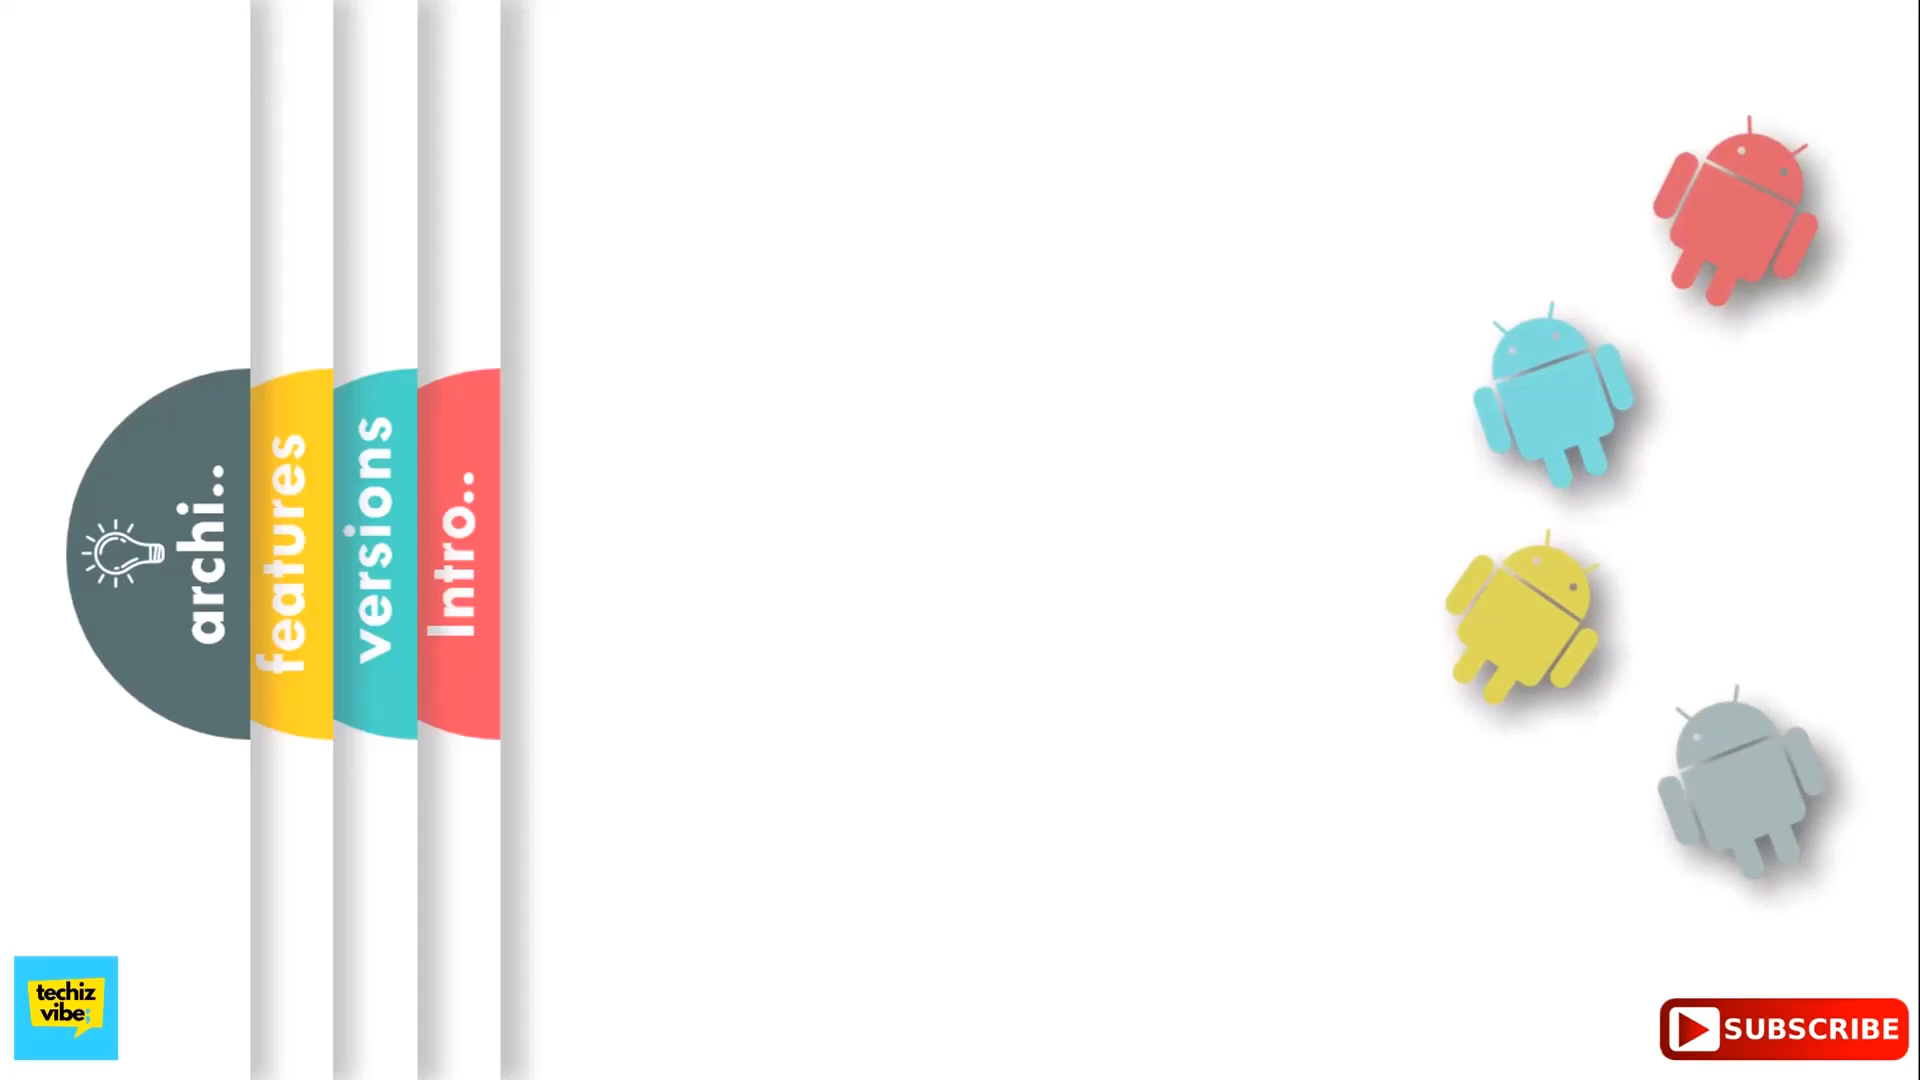 archi..
features
versions
Intro..
techiz
vibe;
SUBSCRIBE